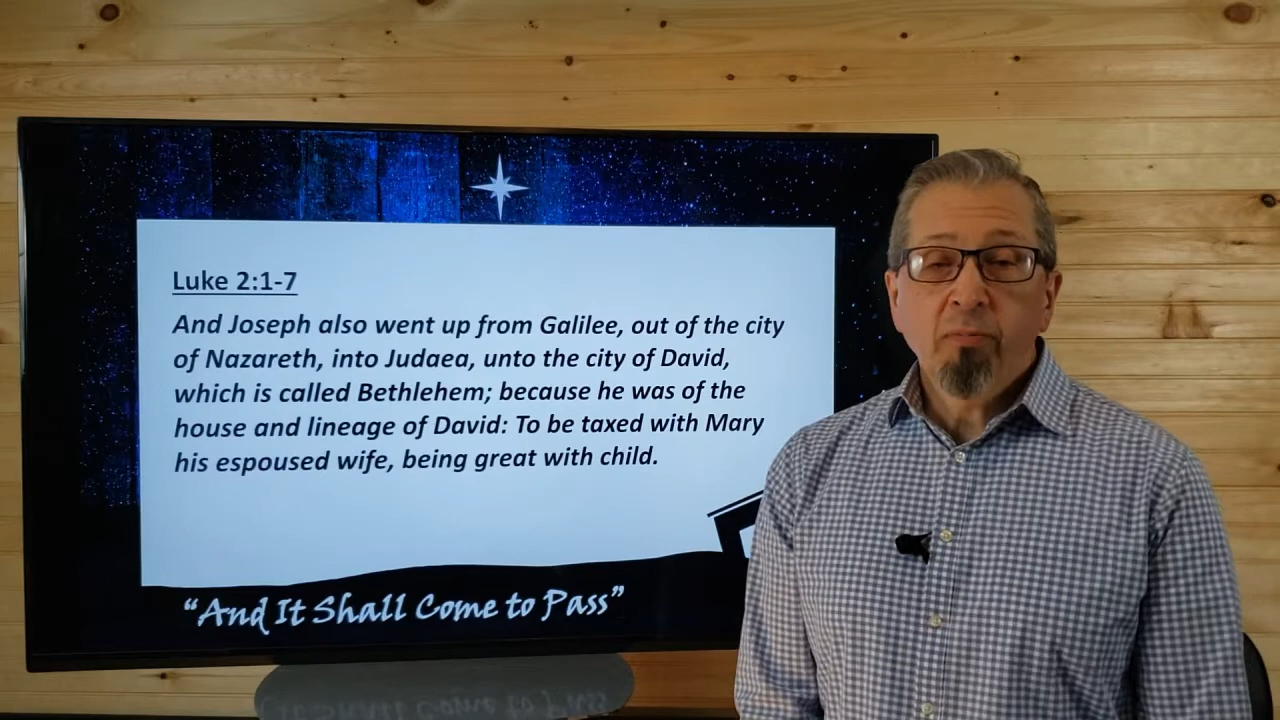 Luke 2:1-7
And Joseph also went up from Galilee, out of the city
of Nazareth, into Judaea, unto the city of David,
which is called Bethlehem; because he was of the
house and lineage of David: To be taxed with Mary
his espoused wife, being great with child.
“And It Shall Come to Pass”